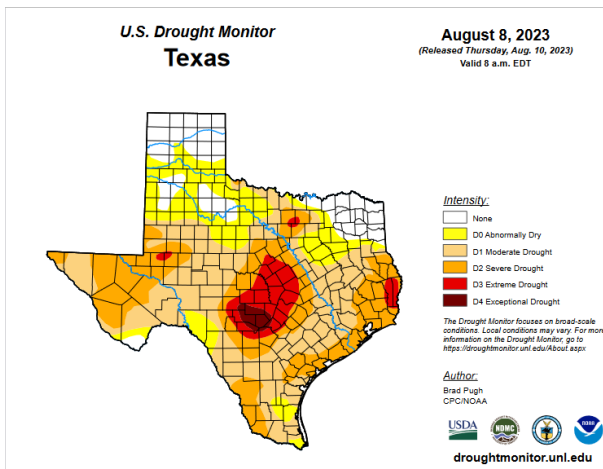 U.S. Drought Monitor
Texas
August 8, 2023
(Released Thursday, Aug. 10, 2023)
Valid 8 a.m. EDT
Intensity:
None
D0 Abnormally Dry
D1 Moderate Drought
D2 Severe Drought
D3 Extreme Drought
D4 Exceptional Drought
The Drought Monitor focuses on broad-scale
conditions. Local conditions may vary. For more
information on the Drought Monitor, go to
https://droughtmonitor.unl.edu/About.aspx
Author:
Brad Pugh
CPC/NOAA
USDA
NDMC
NOAA
droughtmonitor.unl.edu